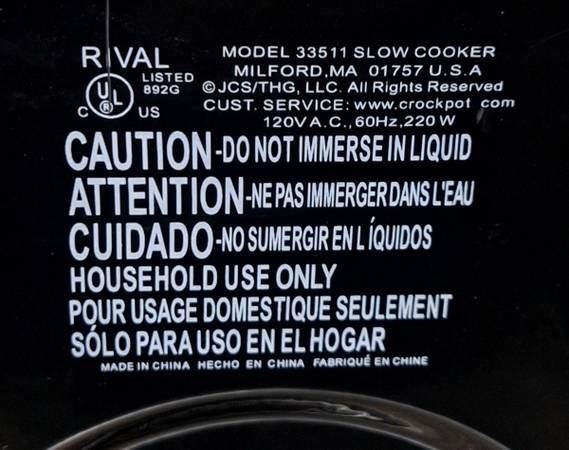 RIVAL
LISTED
892G
UL
®
C US
MODEL 33511 SLOW COOKER
MILFORD,MA 01757 U.S.A
©JCS/THG, LLC. All Rights Reserved
CUST. SERVICE: www.crockpot com
120V A.C., 60Hz, 220 W
CAUTION-DO NOT IMMERSE IN LIQUID
ATTENTION-NE PAS IMMERGER DANS L'EAU
CUIDADO-NO SUMERGIR EN L ÍQUIDOS
HOUSEHOLD USE ONLY
POUR USAGE DOMESTIQUE SEULEMENT
SÓLO PARA USO EN EL HOGAR
MADE IN CHINA HECHO EN CHINA FABRIQUÉ EN CHINE